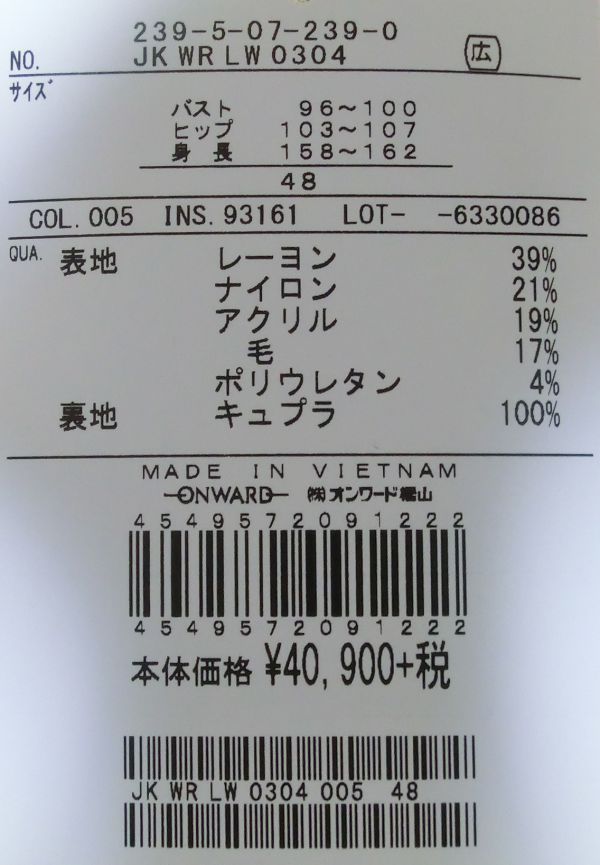 239-5-07-239-0
NO. JK WR LW 0304 広
サイズ
バスト 96～100
ヒップ 103～107
身長 158～162
48
COL. 005 INS. 93161 LOT- -6330086
QUA. 表地 レーヨン 39%
ナイロン 21%
アクリル 19%
毛 17%
ポリウレタン 4%
裏地 キュプラ 100%
MADE IN VIETNAM
ONWARD ㈱オンワード樫山
4549572091222
4549572091222
本体価格 ¥40,900+税
JK WR LW 0304 005 48